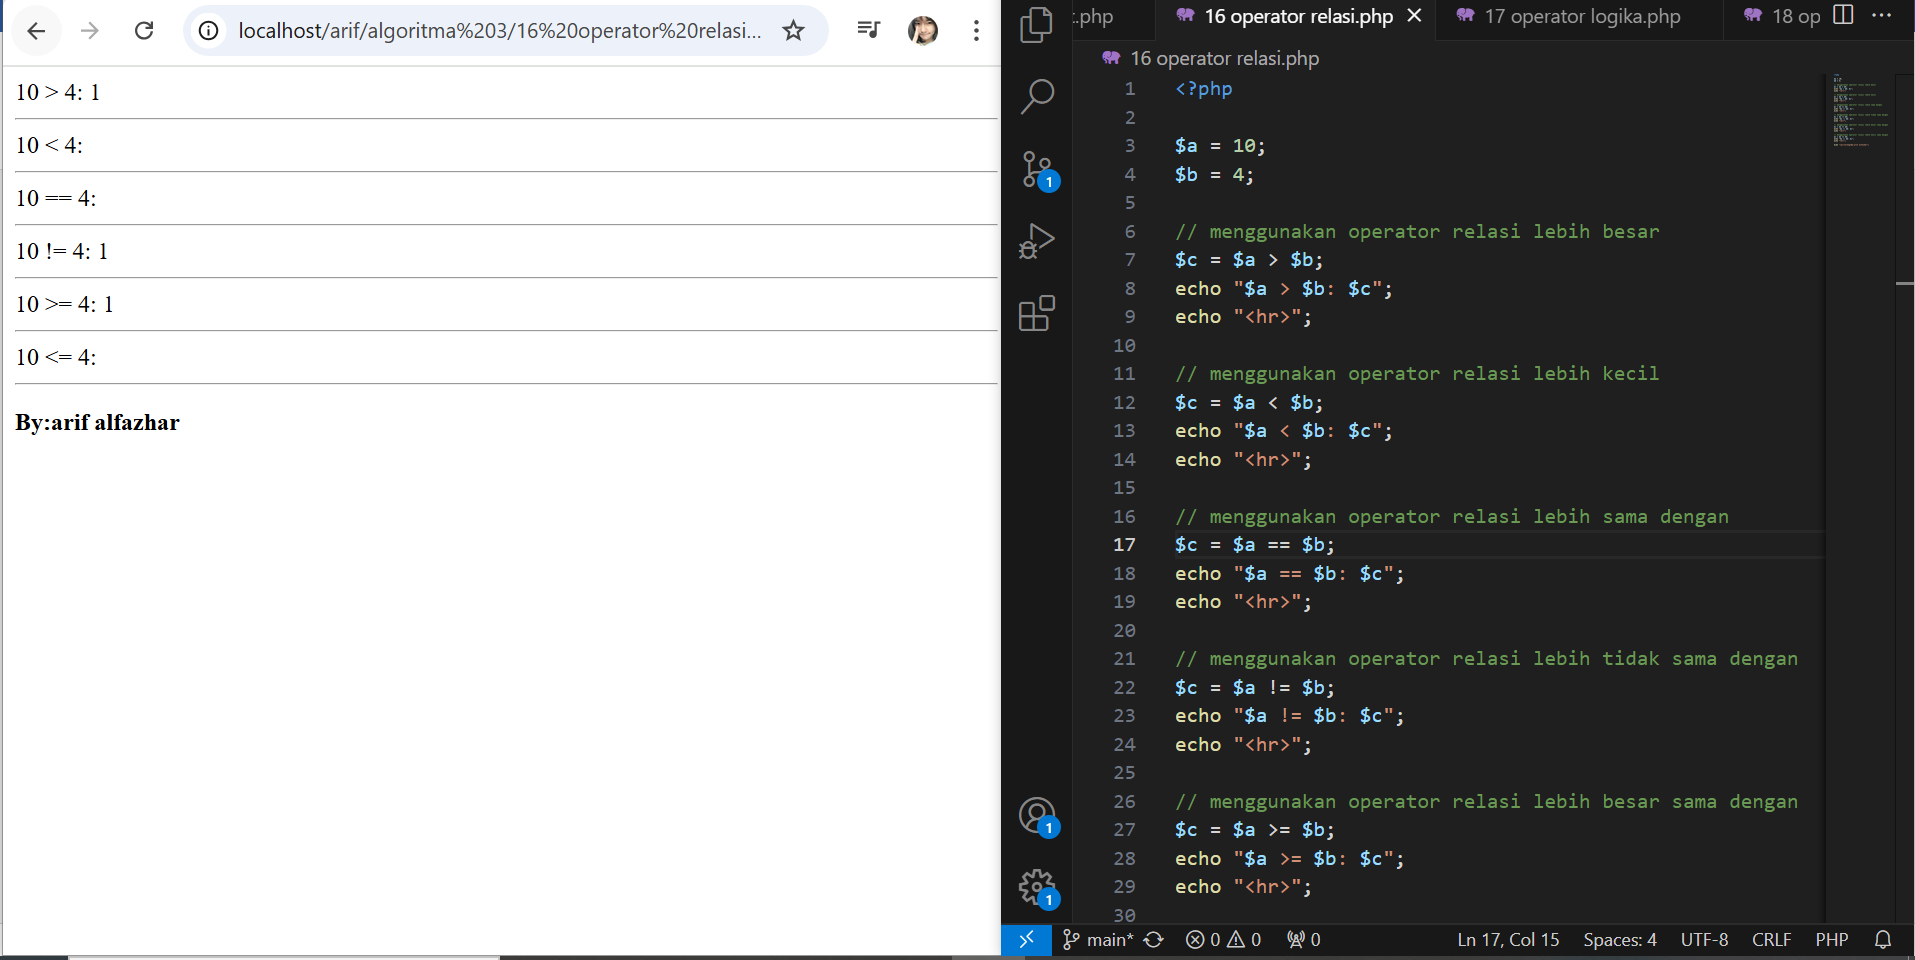 localhost/arif/algoritma%203/16%20operator%20relasi...
10 > 4: 1
10 < 4:
10 == 4:
10 != 4: 1
10 >= 4: 1
10 <= 4:
By:arif alfazhar
t.php
16 operator relasi.php
17 operator logika.php
18 op
16 operator relasi.php
1 <?php
2
3 $a = 10;
4 $b = 4;
5
6 // menggunakan operator relasi lebih besar
7 $c = $a > $b;
8 echo "$a > $b: $c";
9 echo "<hr>";
10
11 // menggunakan operator relasi lebih kecil
12 $c = $a < $b;
13 echo "$a < $b: $c";
14 echo "<hr>";
15
16 // menggunakan operator relasi lebih sama dengan
17 $c = $a == $b;
18 echo "$a == $b: $c";
19 echo "<hr>";
20
21 // menggunakan operator relasi lebih tidak sama dengan
22 $c = $a != $b;
23 echo "$a != $b: $c";
24 echo "<hr>";
25
26 // menggunakan operator relasi lebih besar sama dengan
27 $c = $a >= $b;
28 echo "$a >= $b: $c";
29 echo "<hr>";
30
1
1
1
main* 0 0 0 Ln 17, Col 15 Spaces: 4 UTF-8 CRLF PHP